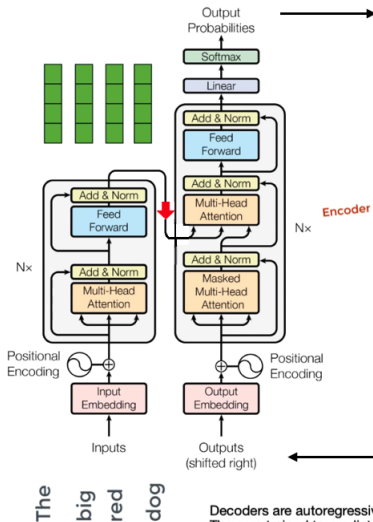 Output
Probabilities
Softmax
Linear
Add & Norm
Feed
Forward
Add & Norm
Multi-Head
Attention
Add & Norm
Masked
Multi-Head
Attention
Nx
Encoder
Add & Norm
Feed
Forward
Nx
Add & Norm
Multi-Head
Attention
Positional
Encoding
Positional
Encoding
Input
Embedding
Output
Embedding
Inputs
Outputs
(shifted right)
The
big
red
dog
Decoders are autoregressiv